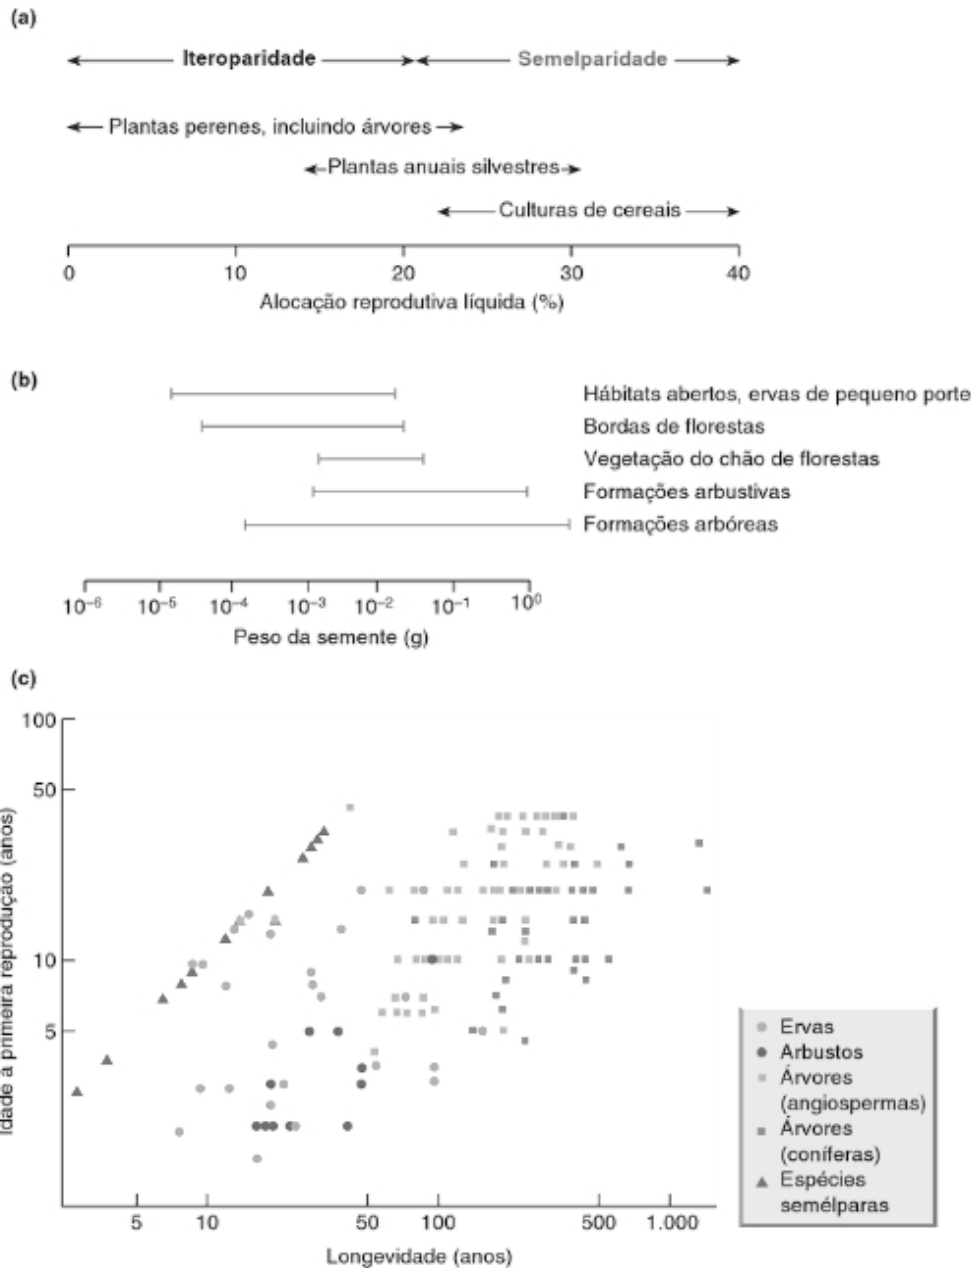 (a)
Iteroparidade Semelparidade
Plantas perenes, incluindo árvores
Plantas anuais silvestres
Culturas de cereais
0 10 20 30 40
Alocação reprodutiva líquida (%)
(b)
Hábitats abertos, ervas de pequeno porte
Bordas de florestas
Vegetação do chão de florestas
Formações arbustivas
Formações arbóreas
10⁻⁶ 10⁻⁵ 10⁻⁴ 10⁻³ 10⁻² 10⁻¹ 10⁰
Peso da semente (g)
(c)
100
50
10
5
Idade à primeira reprodução (anos)
5 10 50 100 500 1.000
Longevidade (anos)
Ervas
Arbustos
Árvores
(angiospermas)
Árvores
(coníferas)
Espécies
semélparas